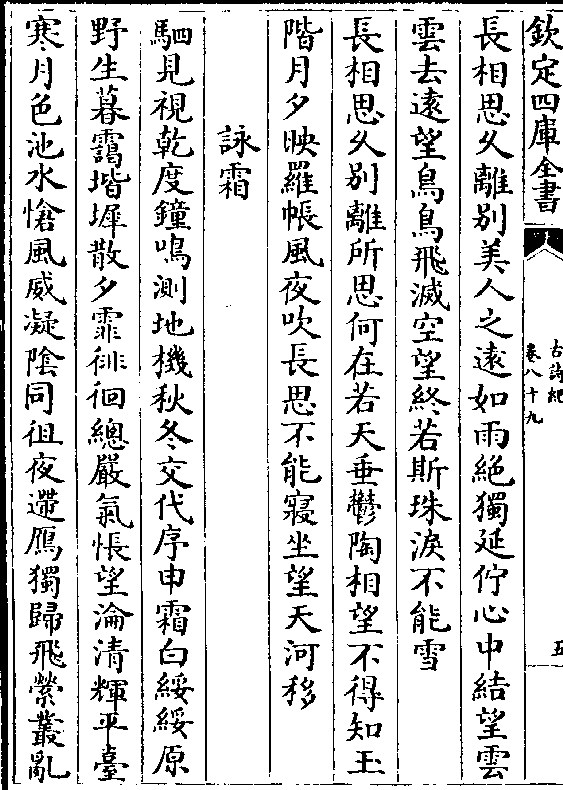 欽定四庫全書
古詩紀
卷八十九
五
長相思久離別美人之遠如雨絶獨延佇心中結望雲
雲去遠望鳥鳥飛滅空望終若斯珠淚不能雪
長相思久別離所思何在若天垂鬱陶相望不得知玉
階月夕映羅帳風夜吹長思不能寢坐望天河移
詠霜
駟見視乾度鐘鳴測地機秋冬交代序申霜白綏綏原
野生暮靄堦墀散夕霏徘徊總嚴氣悵望淪清輝平臺
寒月色池水愴風威凝陰同徂夜遰鴈獨歸飛縈叢亂